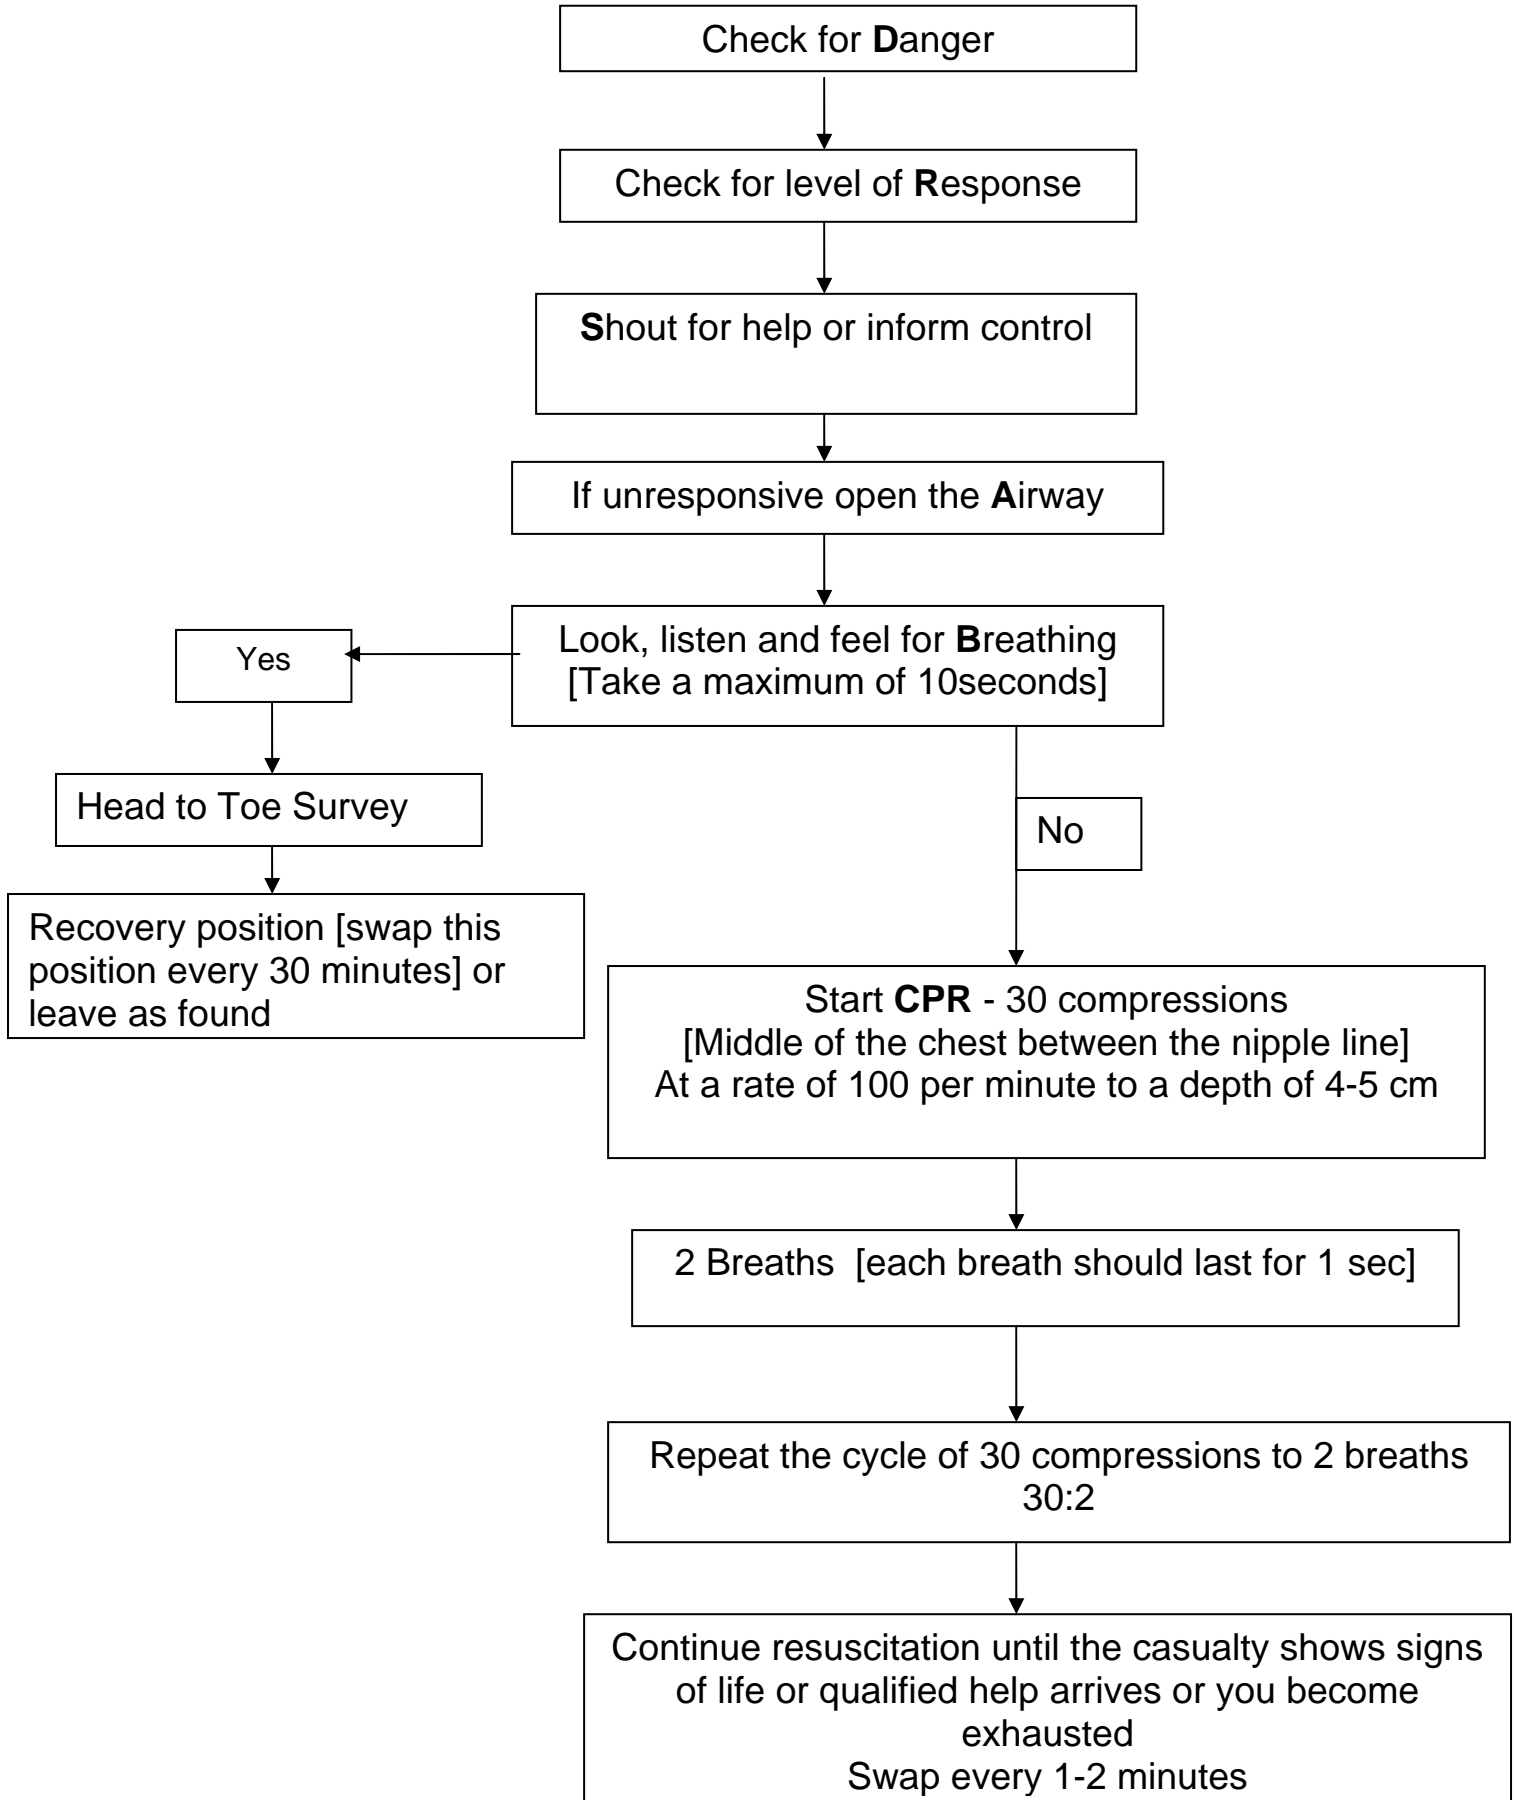 Check for Danger
Check for level of Response
Shout for help or inform control
If unresponsive open the Airway
Look, listen and feel for Breathing
[Take a maximum of 10seconds]
Yes
Head to Toe Survey
Recovery position [swap this
position every 30 minutes] or
leave as found
No
Start CPR - 30 compressions
[Middle of the chest between the nipple line]
At a rate of 100 per minute to a depth of 4-5 cm
2 Breaths  [each breath should last for 1 sec]
Repeat the cycle of 30 compressions to 2 breaths
30:2
Continue resuscitation until the casualty shows signs
of life or qualified help arrives or you become
exhausted
Swap every 1-2 minutes